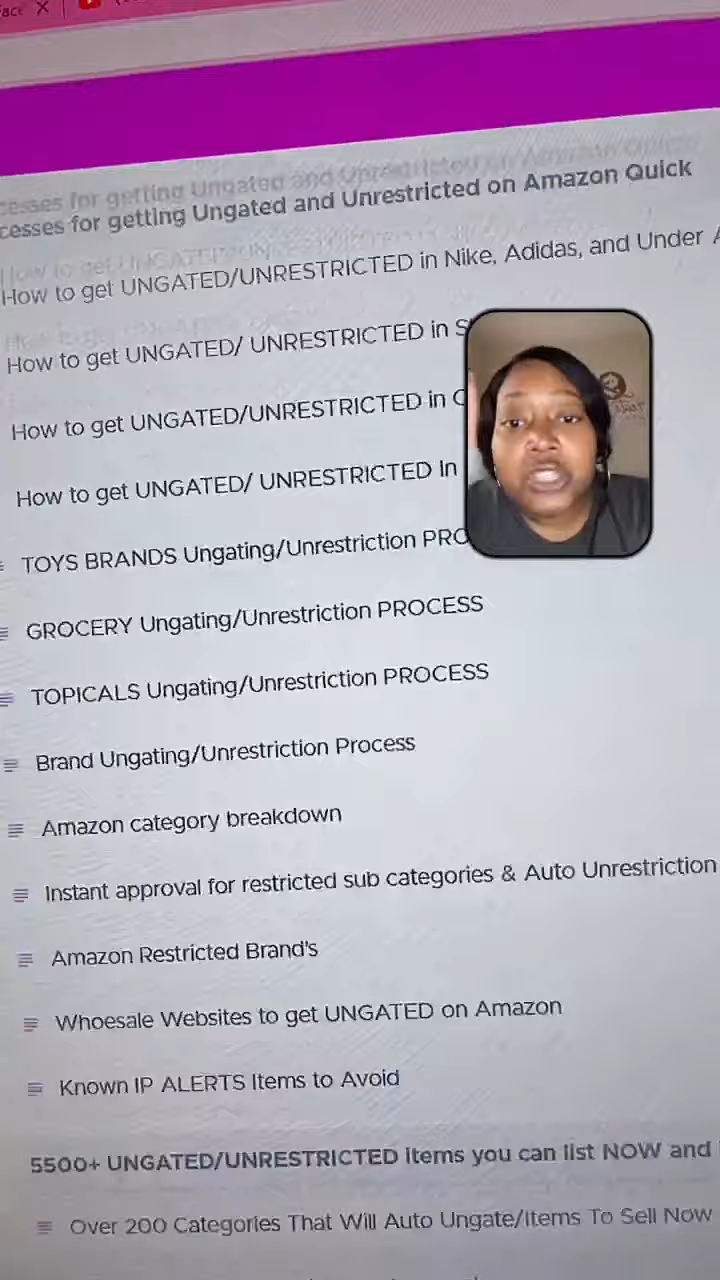 Face X
cesses for getting Ungated and Unrestricted on Amazon Quick
How to get UNGATED/UNRESTRICTED in Nike, Adidas, and Under
How to get UNGATED/ UNRESTRICTED in S
How to get UNGATED/UNRESTRICTED in
How to get UNGATED/ UNRESTRICTED In
TOYS BRANDS Ungating/Unrestriction PRO
GROCERY Ungating/Unrestriction PROCESS
TOPICALS Ungating/Unrestriction PROCESS
Brand Ungating/Unrestriction Process
Amazon category breakdown
Instant approval for restricted sub categories & Auto Unrestriction
Amazon Restricted Brand's
Whoesale Websites to get UNGATED on Amazon
Known IP ALERTS Items to Avoid
5500+ UNGATED/UNRESTRICTED Items you can list NOW and
Over 200 Categories That Will Auto Ungate/Items To Sell Now